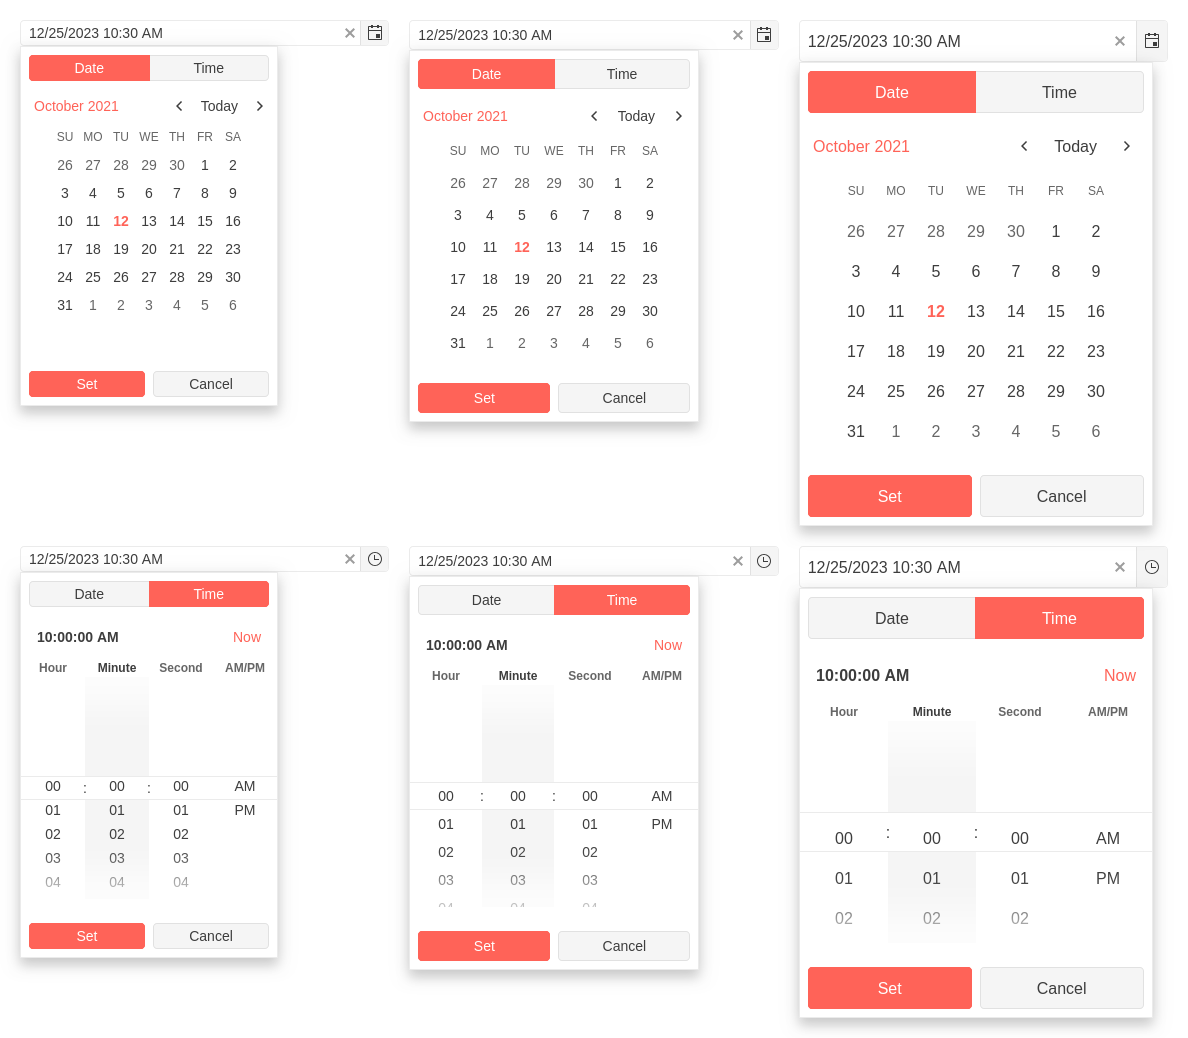 12/25/2023 10:30 AM
Date Time
October 2021 Today
SU MO TU WE TH FR SA
26 27 28 29 30 1 2
3 4 5 6 7 8 9
10 11 12 13 14 15 16
17 18 19 20 21 22 23
24 25 26 27 28 29 30
31 1 2 3 4 5 6
Set Cancel
12/25/2023 10:30 AM
Date Time
October 2021 Today
SU MO TU WE TH FR SA
26 27 28 29 30 1 2
3 4 5 6 7 8 9
10 11 12 13 14 15 16
17 18 19 20 21 22 23
24 25 26 27 28 29 30
31 1 2 3 4 5 6
Set Cancel
12/25/2023 10:30 AM
Date Time
October 2021 Today
SU MO TU WE TH FR SA
26 27 28 29 30 1 2
3 4 5 6 7 8 9
10 11 12 13 14 15 16
17 18 19 20 21 22 23
24 25 26 27 28 29 30
31 1 2 3 4 5 6
Set Cancel
12/25/2023 10:30 AM
Date Time
10:00:00 AM Now
Hour Minute Second AM/PM
00 : 00 : 00 AM
01 01 01 PM
02 02 02
03 03 03
04 04 04
Set Cancel
12/25/2023 10:30 AM
Date Time
10:00:00 AM Now
Hour Minute Second AM/PM
00 : 00 : 00 AM
01 01 01 PM
02 02 02
03 03 03
04 04 04
Set Cancel
12/25/2023 10:30 AM
Date Time
10:00:00 AM Now
Hour Minute Second AM/PM
00 : 00 : 00 AM
01 01 01 PM
02 02 02
Set Cancel